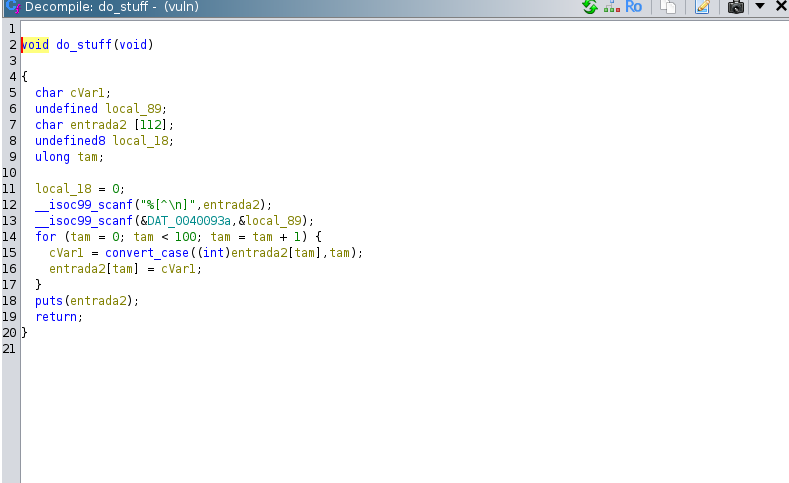 Decompile: do_stuff - (vuln)
Ro
1
2 void do_stuff(void)
3
4 {
5 char cVar1;
6 undefined local_89;
7 char entrada2 [112];
8 undefined8 local_18;
9 ulong tam;
10
11 local_18 = 0;
12 __isoc99_scanf("%[^\n]",entrada2);
13 __isoc99_scanf(&DAT_0040093a,&local_89);
14 for (tam = 0; tam < 100; tam = tam + 1) {
15 cVar1 = convert_case((int)entrada2[tam],tam);
16 entrada2[tam] = cVar1;
17 }
18 puts(entrada2);
19 return;
20 }
21